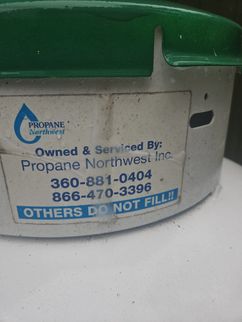 PROPANE
Northwest
Owned & Serviced By:
Propane Northwest Inc.
360-881-0404
866-470-3396
OTHERS DO NOT FILL!!